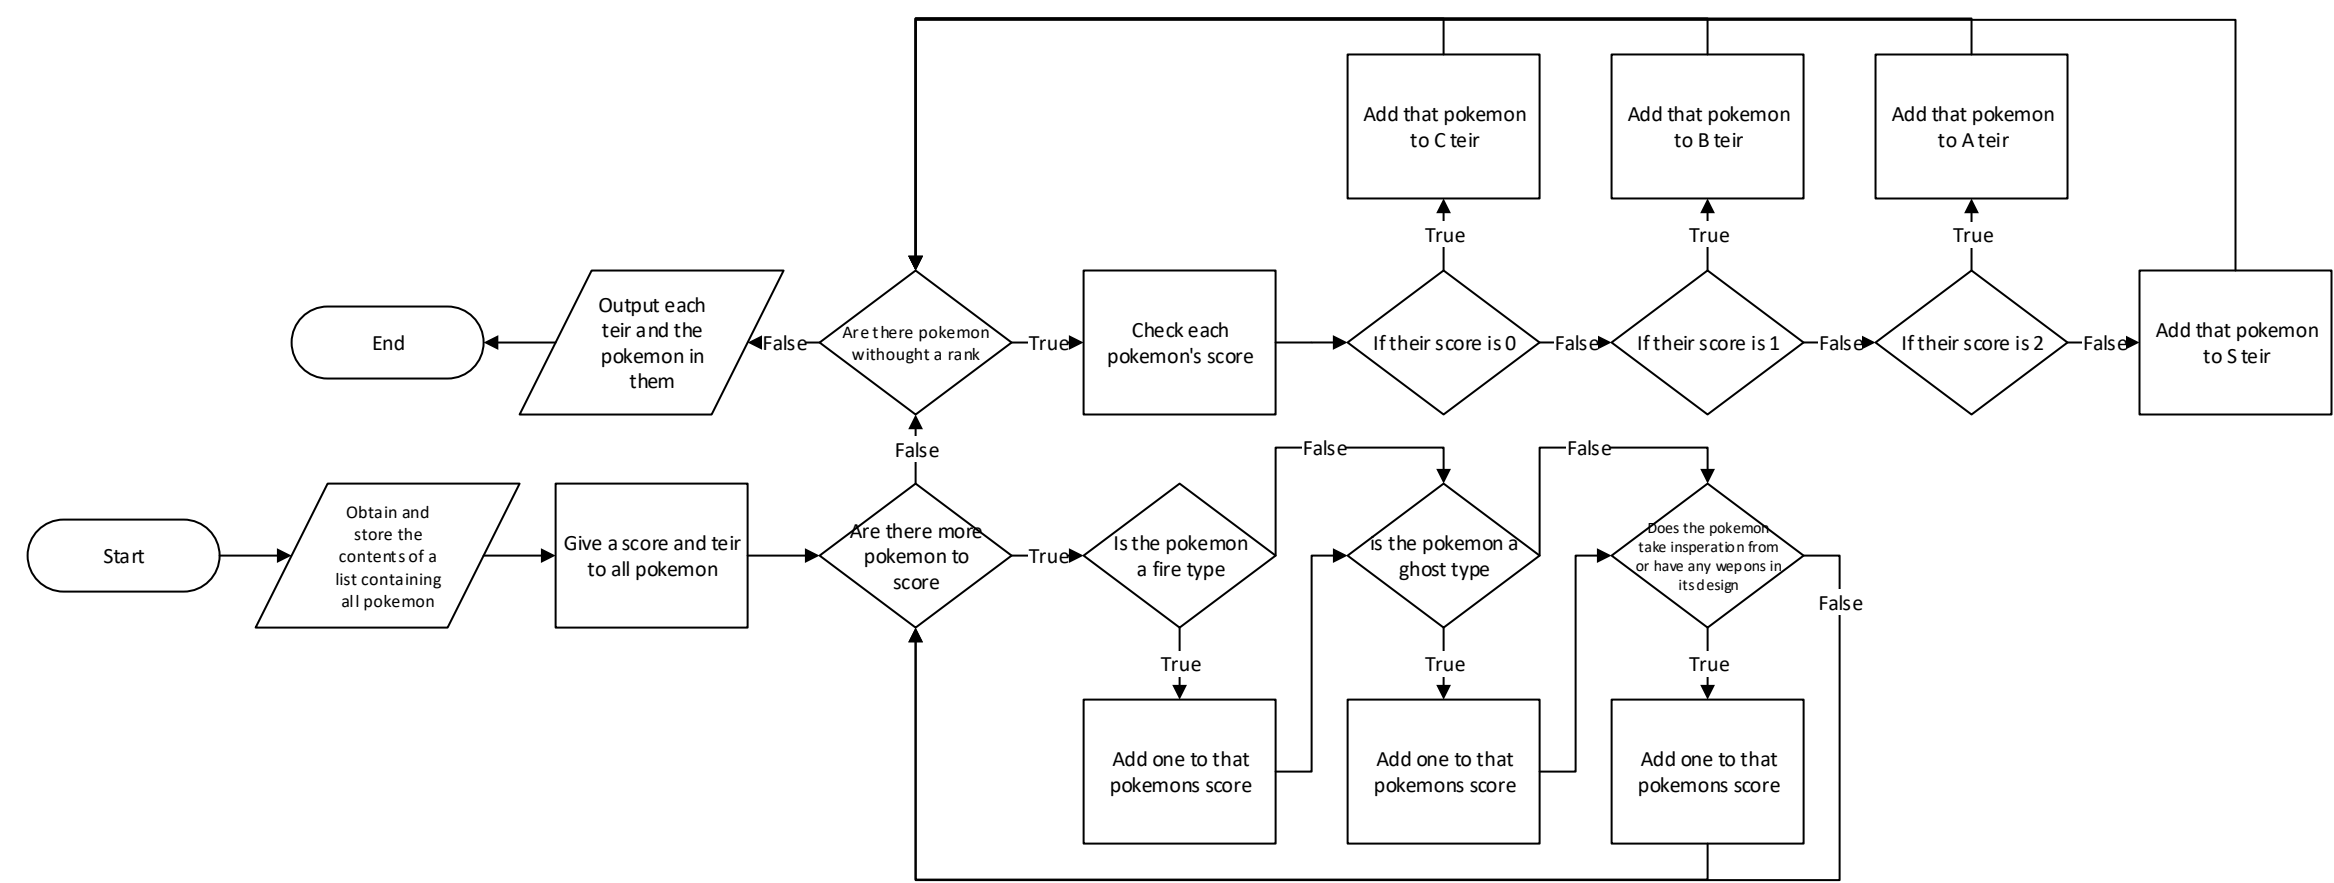 Add that pokemon
to C teir
Add that pokemon
to B teir
Add that pokemon
to A teir
True
True
True
End
Output each
teir and the
pokemon in
them
False
Are there pokemon
withought a rank
True
Check each
pokemon's score
If their score is 0
False
If their score is 1
False
If their score is 2
False
Add that pokemon
to S teir
False
False
False
Start
Obtain and
store the
contents of a
list containing
all pokemon
Give a score and teir
to all pokemon
Are there more
pokemon to
score
True
Is the pokemon
a fire type
is the pokemon a
ghost type
Does the pokemon
take insperation from
or have any wepons in
its design
False
True
True
True
Add one to that
pokemons score
Add one to that
pokemons score
Add one to that
pokemons score